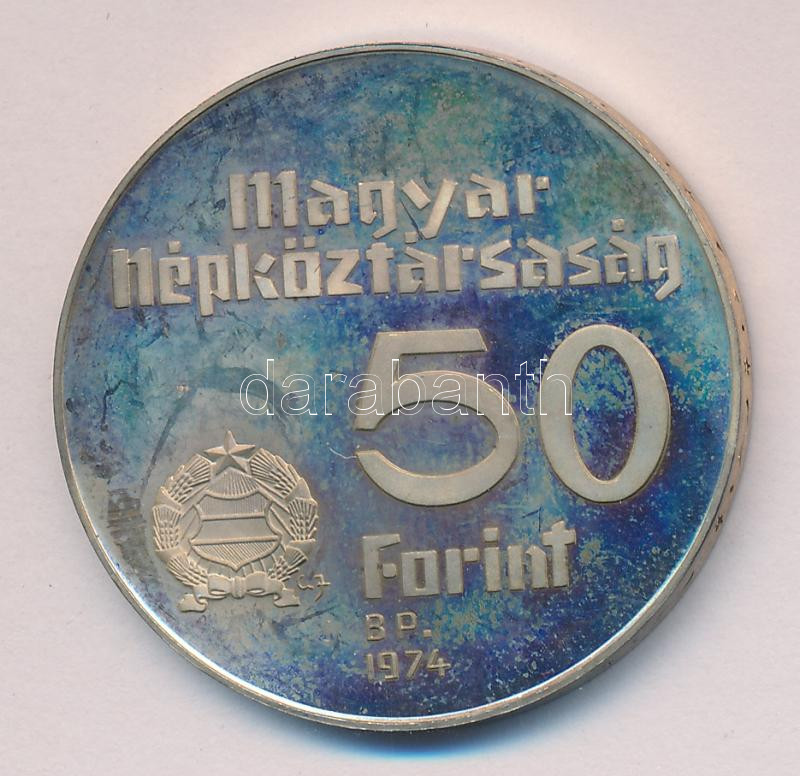 Magyar
Népköztársaság
50
darabanth
Forint
BP.
1974